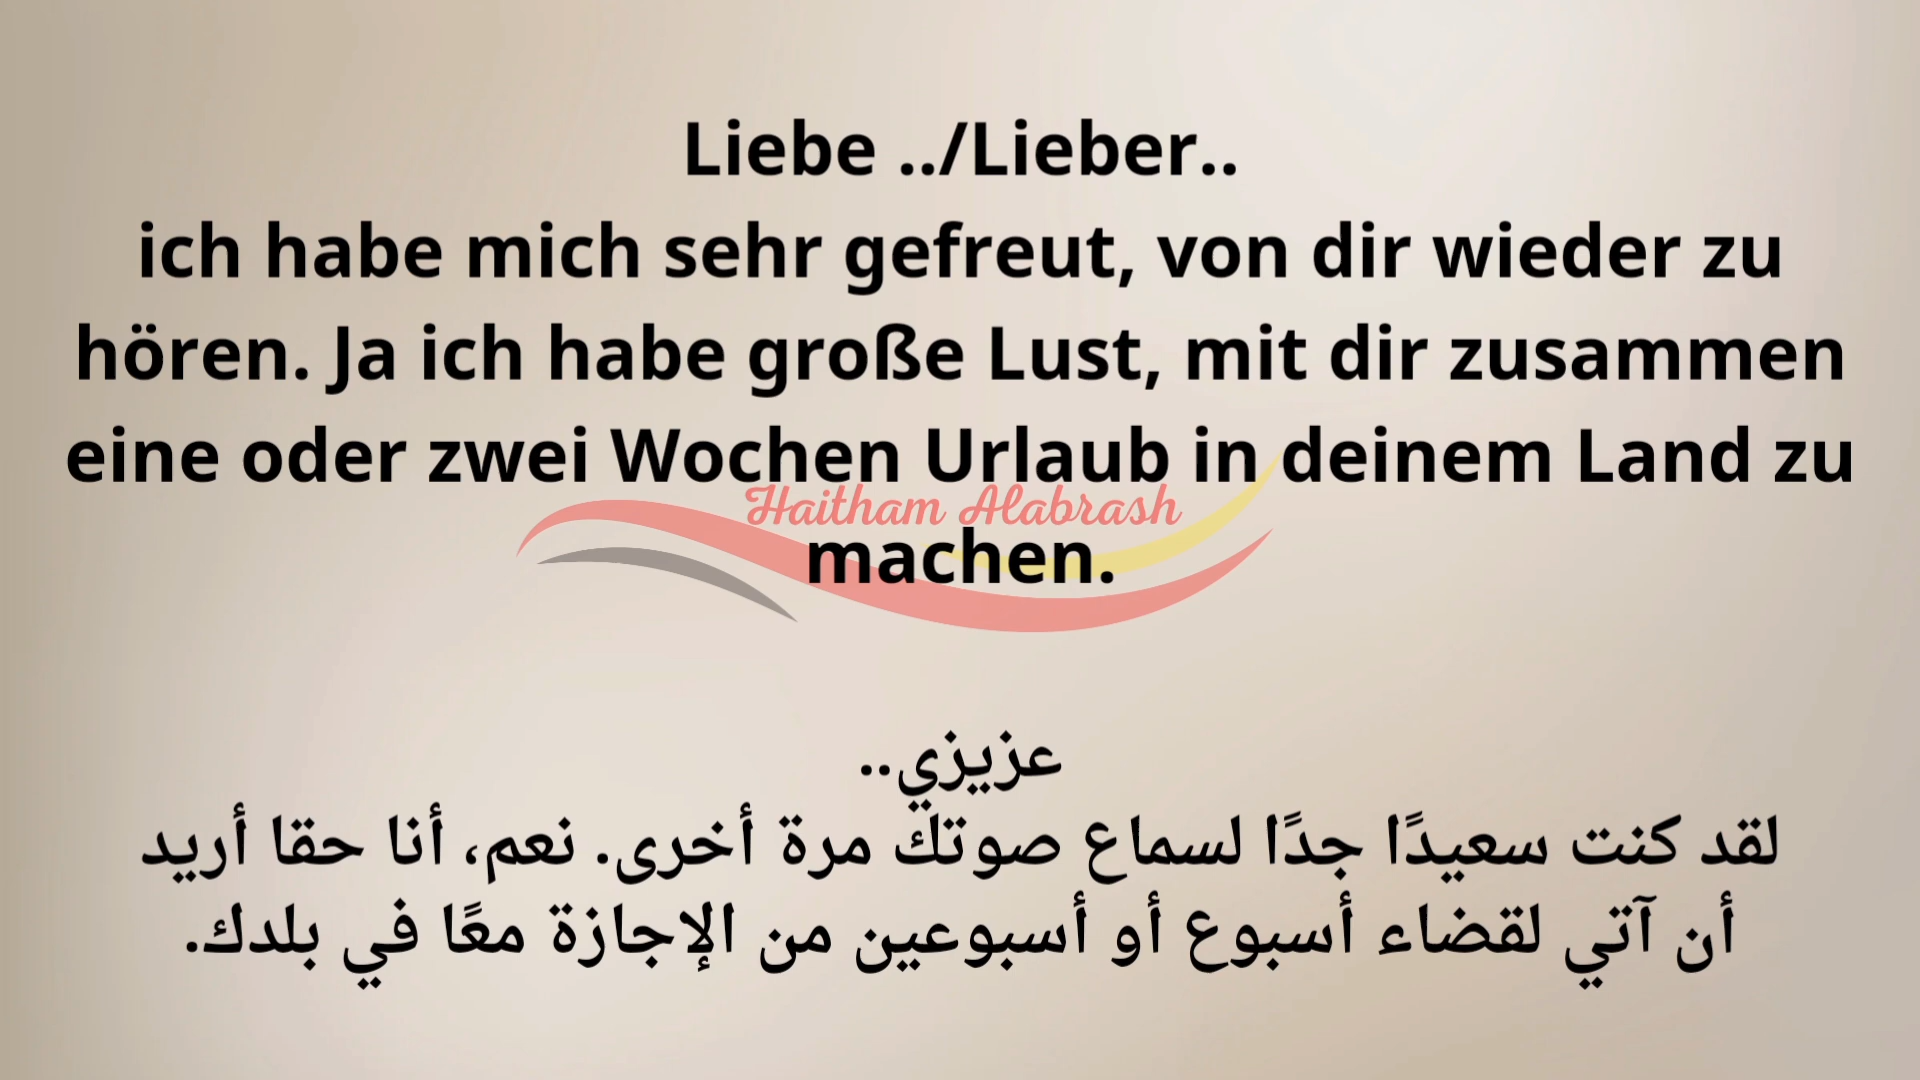 Liebe ../Lieber..
ich habe mich sehr gefreut, von dir wieder zu
hören. Ja ich habe große Lust, mit dir zusammen
eine oder zwei Wochen Urlaub in deinem Land zu
Haitham Alabrash
machen.
عزيزي..
لقد كنت سعيدًا جدًا لسماع صوتك مرة أخرى. نعم، أنا حقا أريد
أن آتي لقضاء أسبوع أو أسبوعين من الإجازة معًا في بلدك.